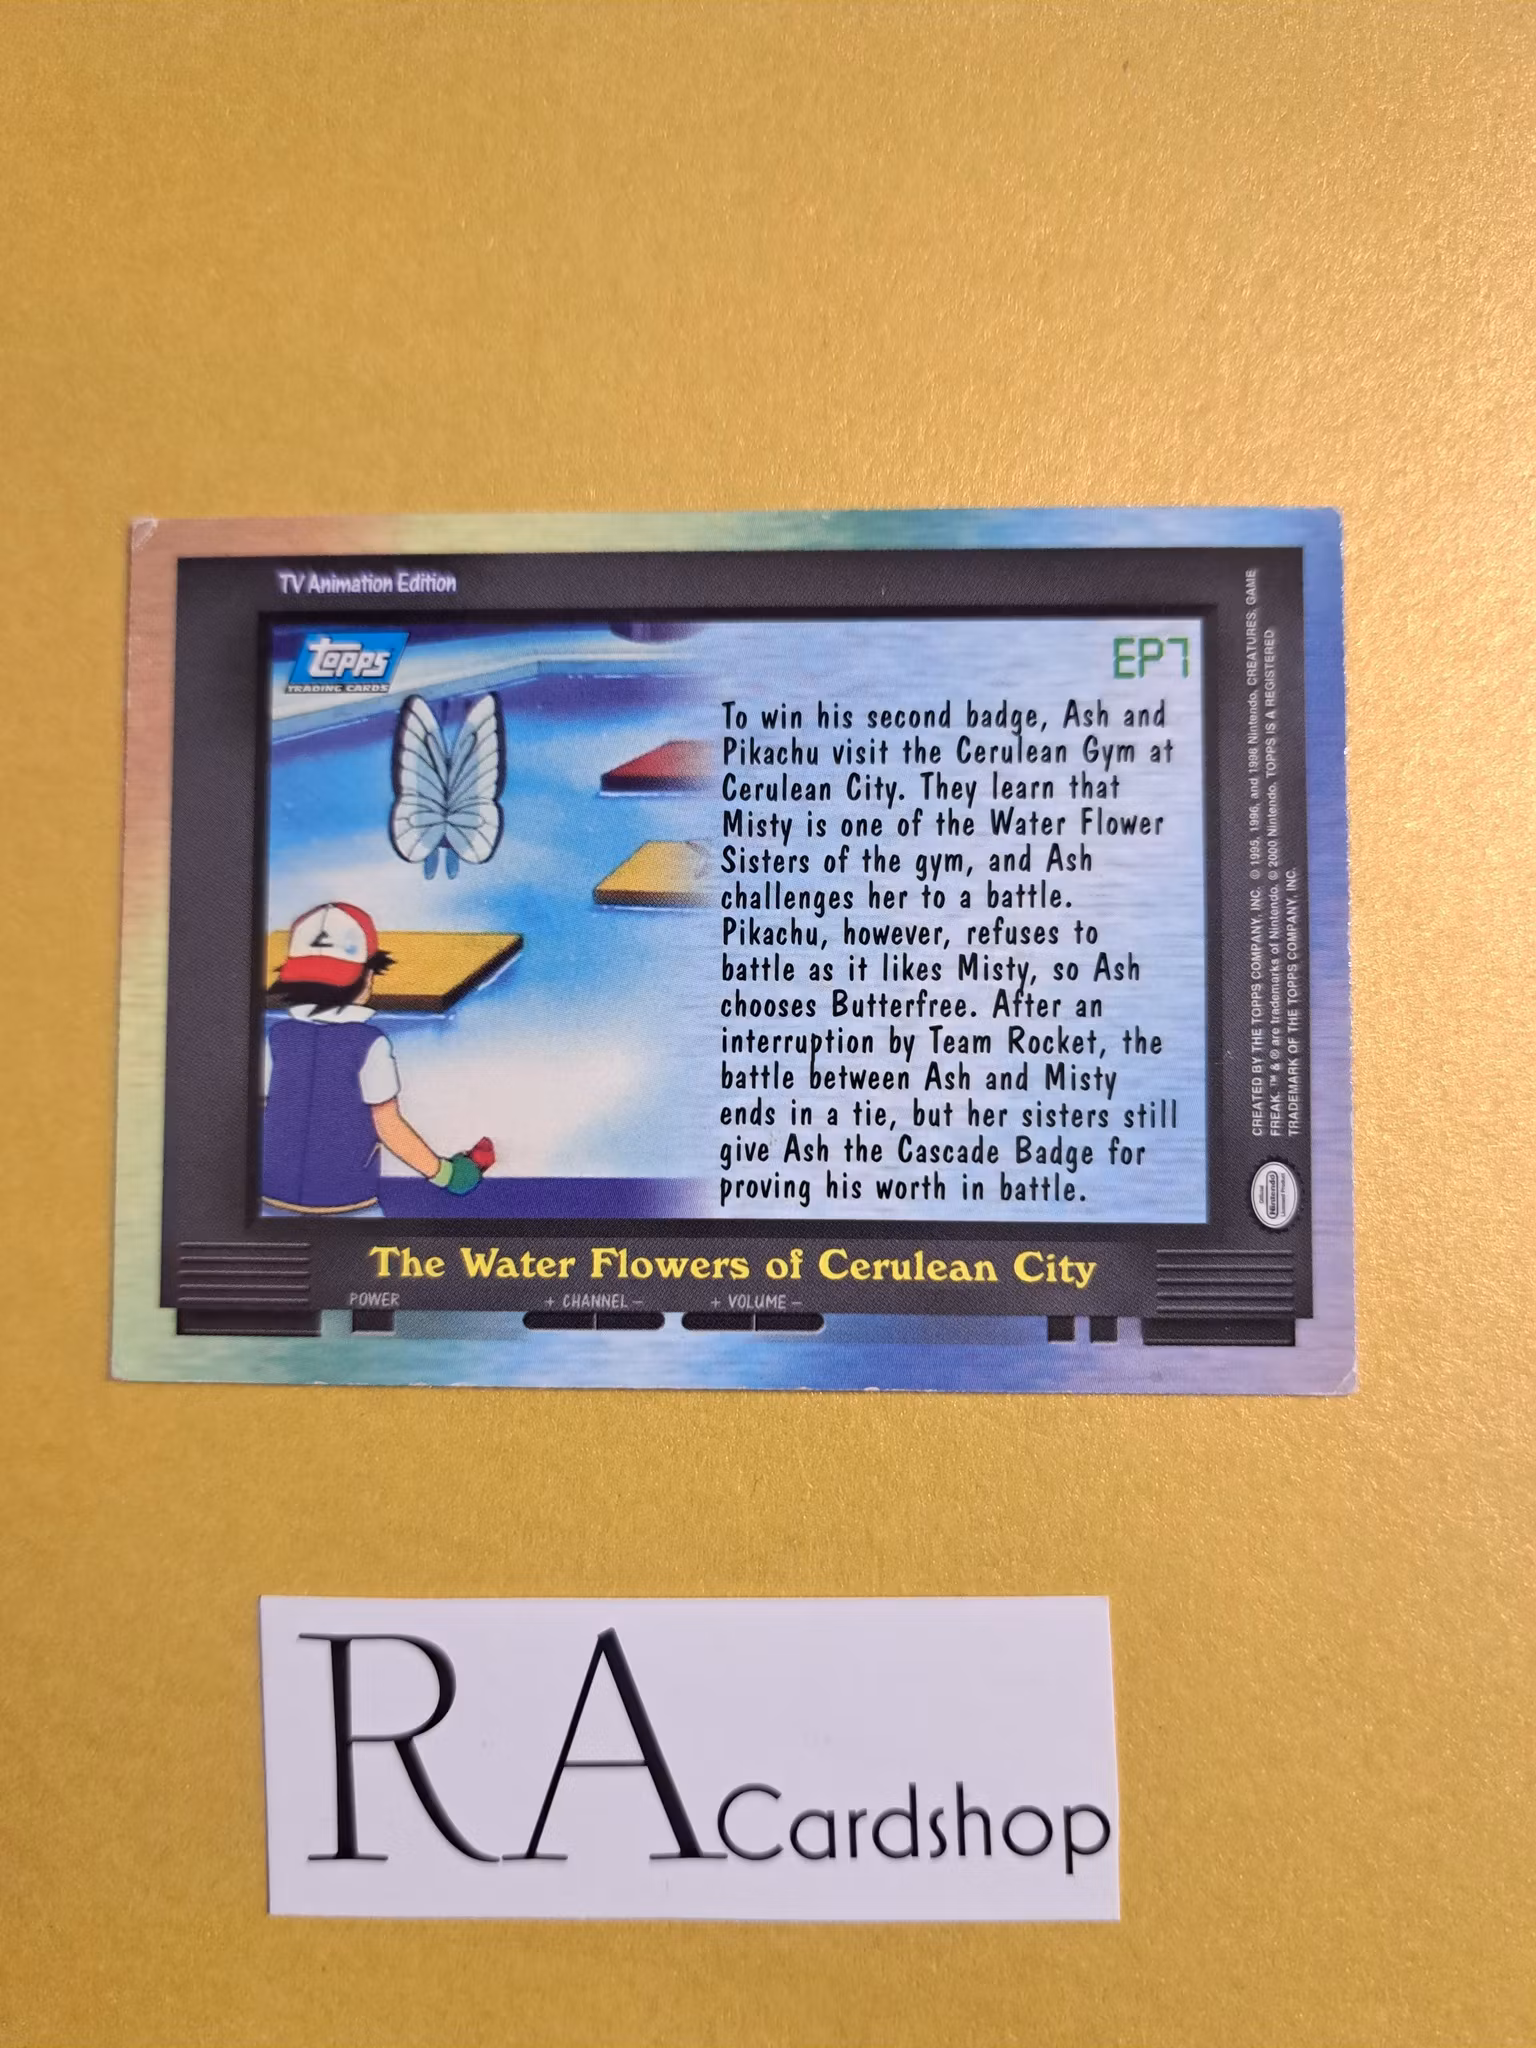 TV Animation Edition
topps
TRADING CARDS
EP7
To win his second badge, Ash and
Pikachu visit the Cerulean Gym at
Cerulean City. They learn that
Misty is one of the Water Flower
Sisters of the gym, and Ash
challenges her to a battle.
Pikachu, however, refuses to
battle as it likes Misty, so Ash
chooses Butterfree. After an
interruption by Team Rocket, the
battle between Ash and Misty
ends in a tie, but her sisters still
give Ash the Cascade Badge for
proving his worth in battle.
The Water Flowers of Cerulean City
POWER
+ CHANNEL −
+ VOLUME −
CREATED BY THE TOPPS COMPANY, INC. © 1995, 1996, and 1998 Nintendo, CREATURES, GAME
FREAK. ™ & ® are trademarks of Nintendo. © 2000 Nintendo. TOPPS IS A REGISTERED
TRADEMARK OF THE TOPPS COMPANY, INC.
Official
Nintendo
Licensed Product
RA Cardshop